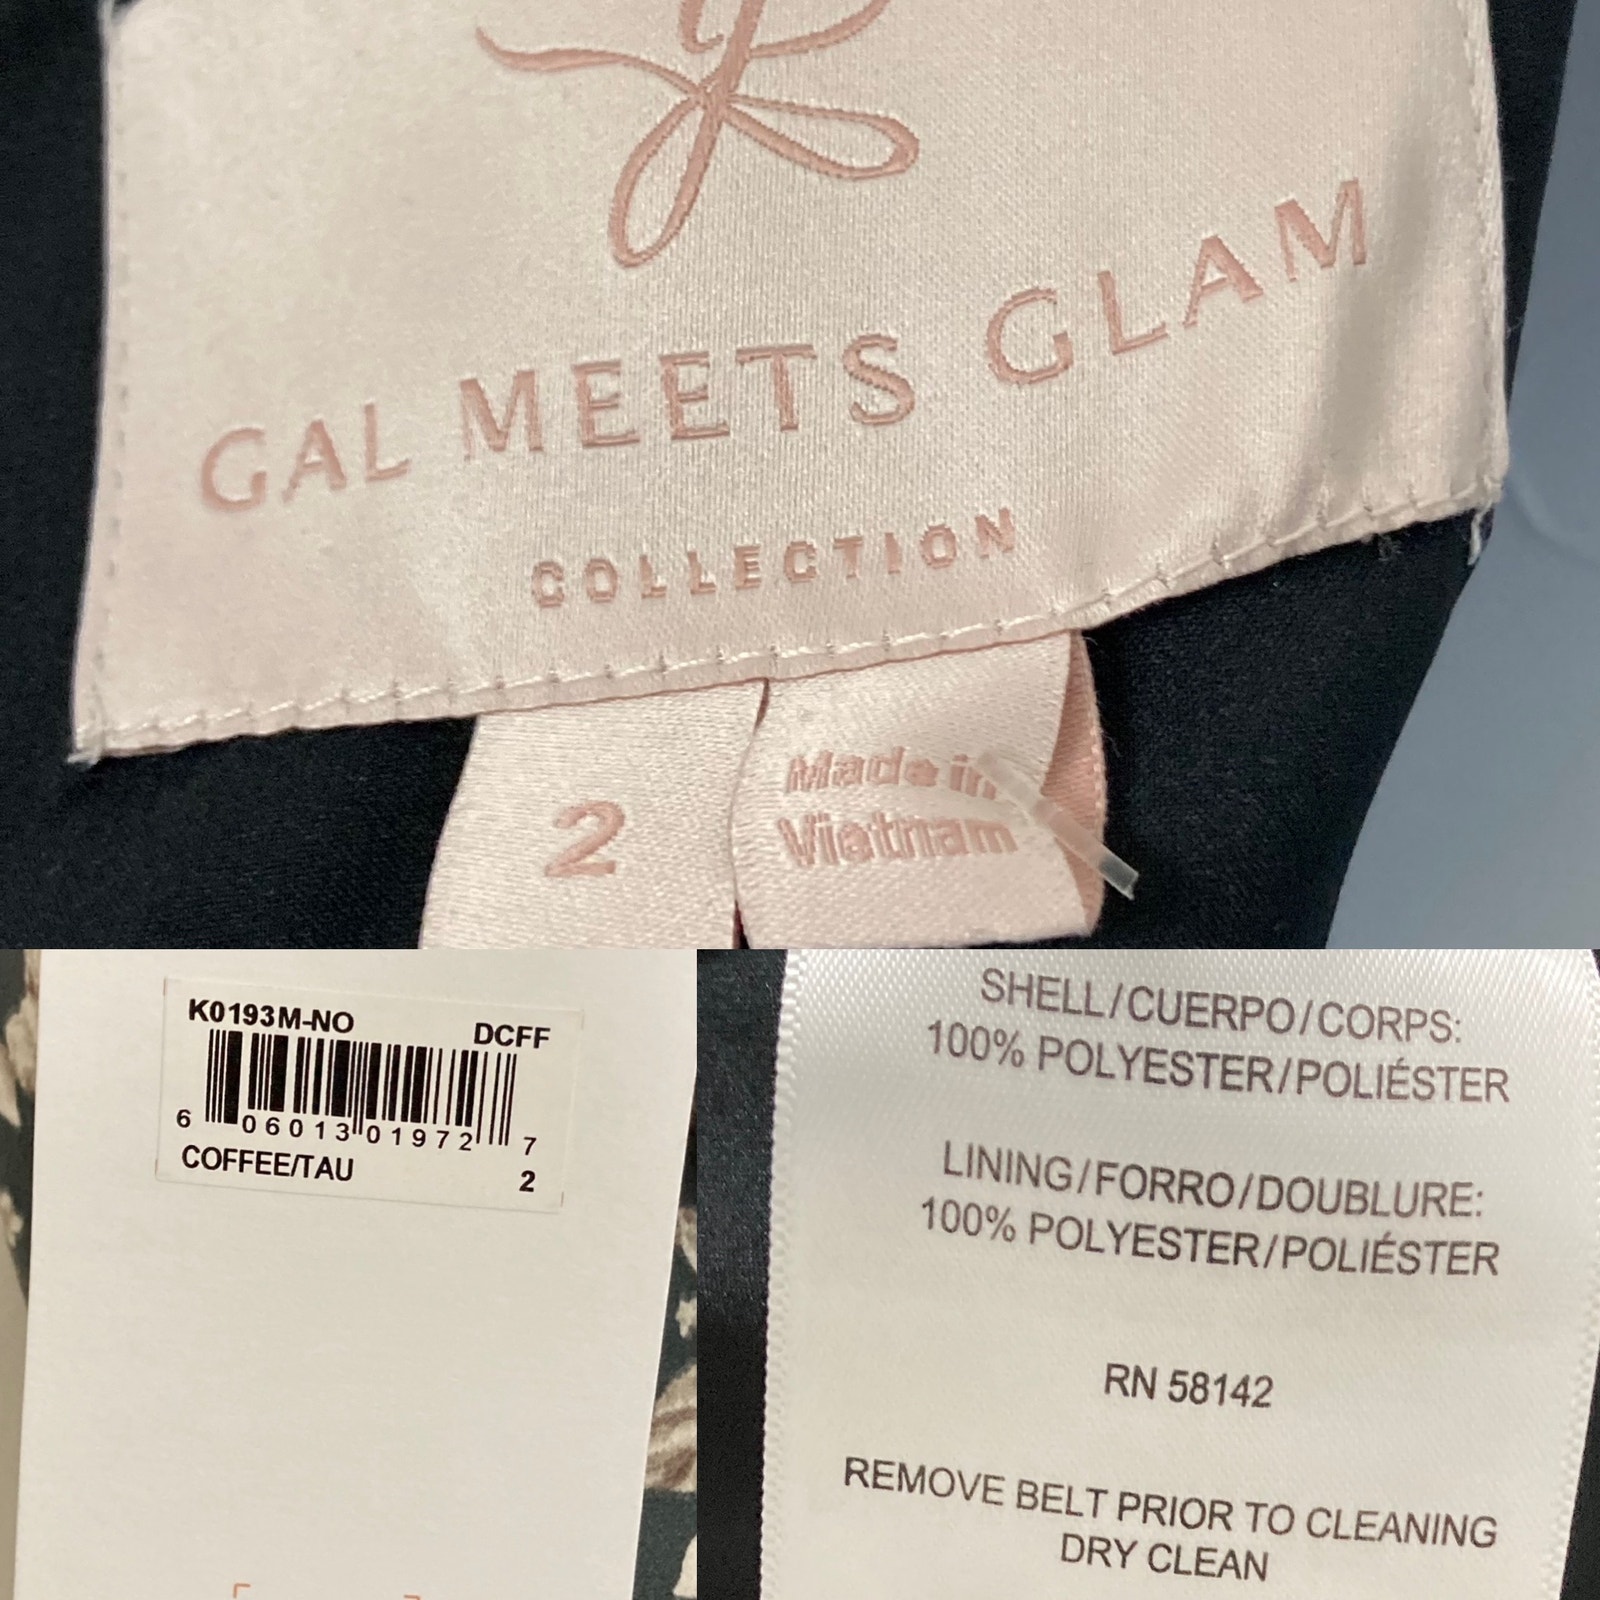 GAL MEETS GLAM
COLLECTION
2
Made in
Vietnam
K0193M-NO
DCFF
6 06013 01972 7
COFFEE/TAU
2
SHELL/CUERPO/CORPS:
100% POLYESTER/POLIÉSTER
LINING/FORRO/DOUBLURE:
100% POLYESTER/POLIÉSTER
RN 58142
REMOVE BELT PRIOR TO CLEANING
DRY CLEAN